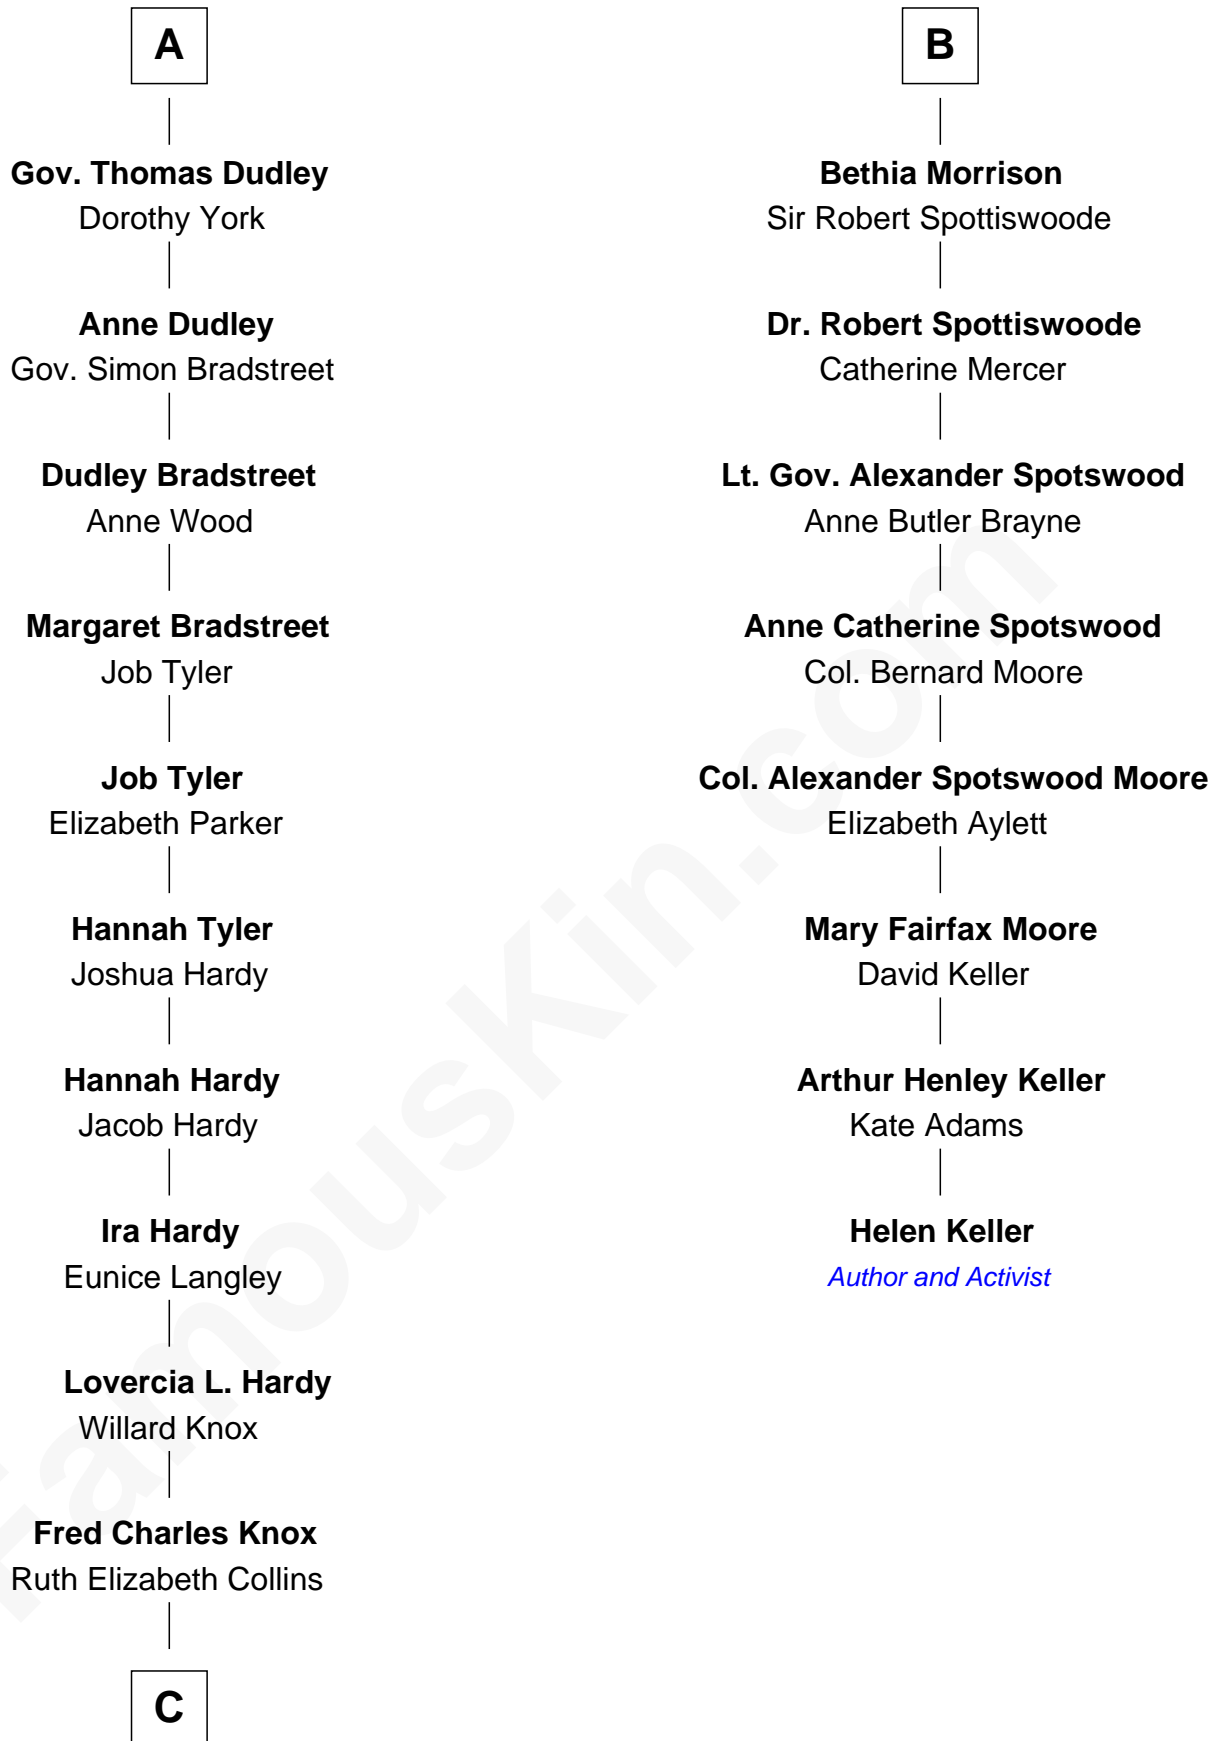 A
Gov. Thomas Dudley
Dorothy York
Anne Dudley
Gov. Simon Bradstreet
Dudley Bradstreet
Anne Wood
Margaret Bradstreet
Job Tyler
Job Tyler
Elizabeth Parker
Hannah Tyler
Joshua Hardy
Hannah Hardy
Jacob Hardy
Ira Hardy
Eunice Langley
Lovercia L. Hardy
Willard Knox
Fred Charles Knox
Ruth Elizabeth Collins
C
B
Bethia Morrison
Sir Robert Spottiswoode
Dr. Robert Spottiswoode
Catherine Mercer
Lt. Gov. Alexander Spotswood
Anne Butler Brayne
Anne Catherine Spotswood
Col. Bernard Moore
Col. Alexander Spotswood Moore
Elizabeth Aylett
Mary Fairfax Moore
David Keller
Arthur Henley Keller
Kate Adams
Helen Keller
Author and Activist
FamousKin.com